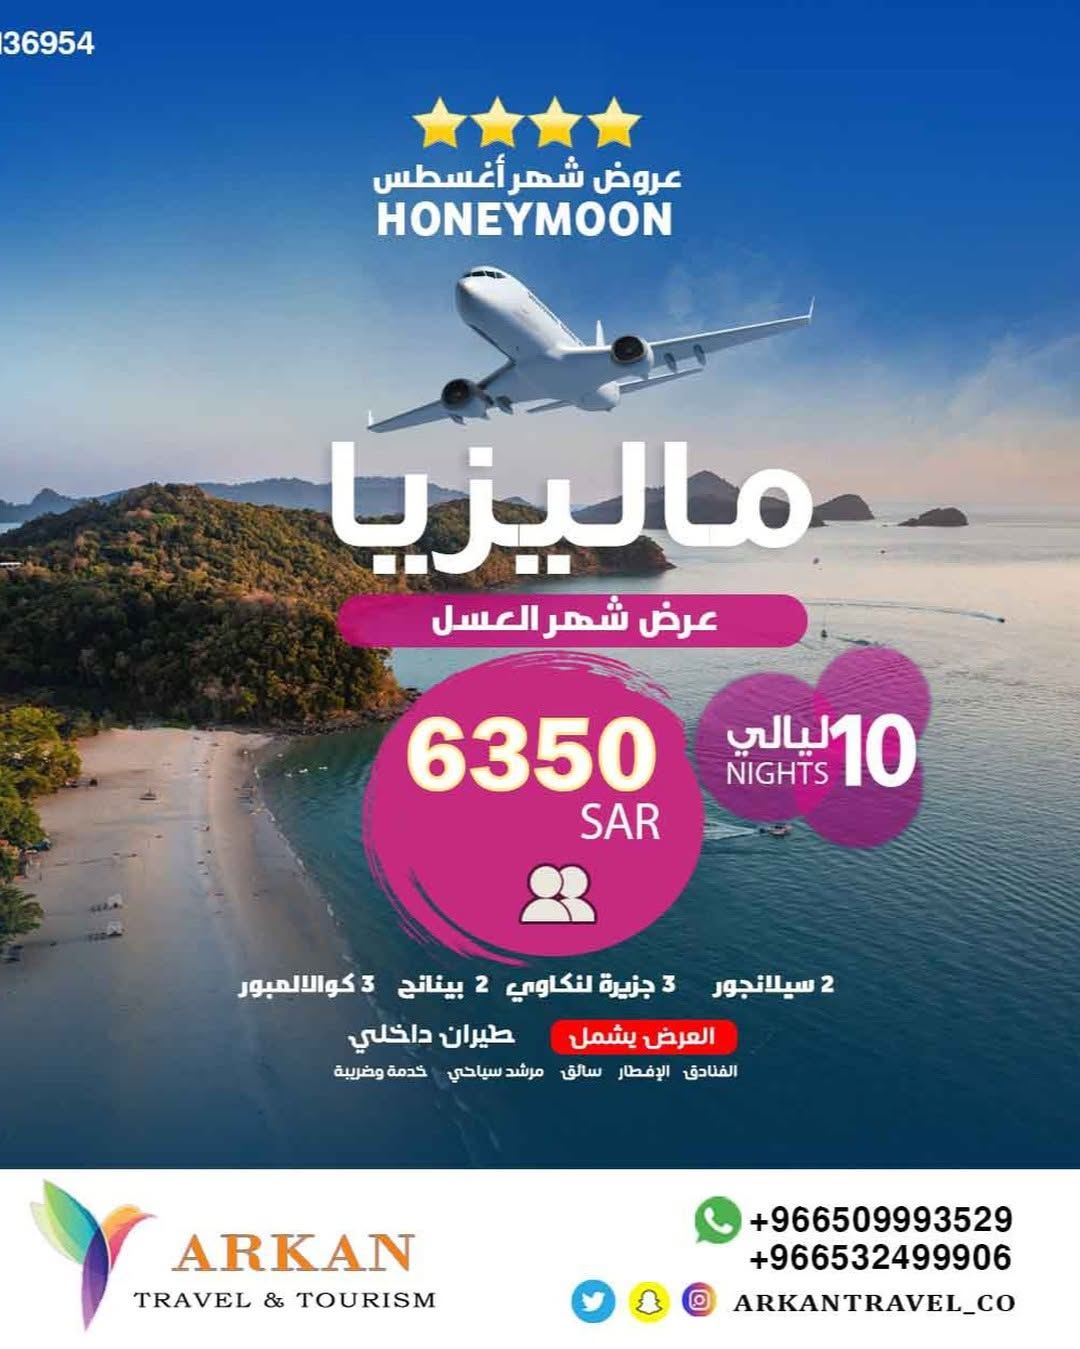 136954
عروض شهر أغسطس
HONEYMOON
ماليزيا
عرض شهر العسل
6350
SAR
10 ليالي
NIGHTS
2 سيلانجور 3 جزيرة لنكاوي 2 بينانج 3 كوالالمبور
العرض يشمل طيران داخلي
الفنادق الإفطار سائق مرشد سياحي خدمة وضريبة
ARKAN
TRAVEL & TOURISM
+966509993529
+966532499906
ARKANTRAVEL_CO